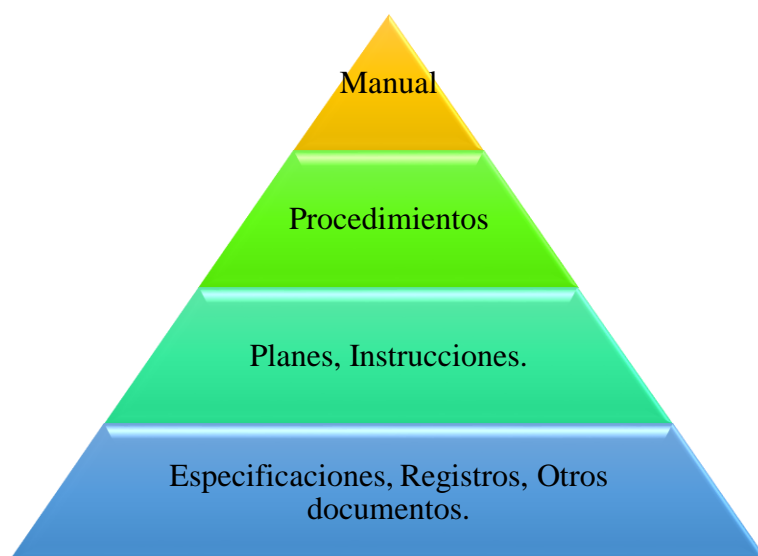 Manual
Procedimientos
Planes, Instrucciones.
Especificaciones, Registros, Otros
documentos.